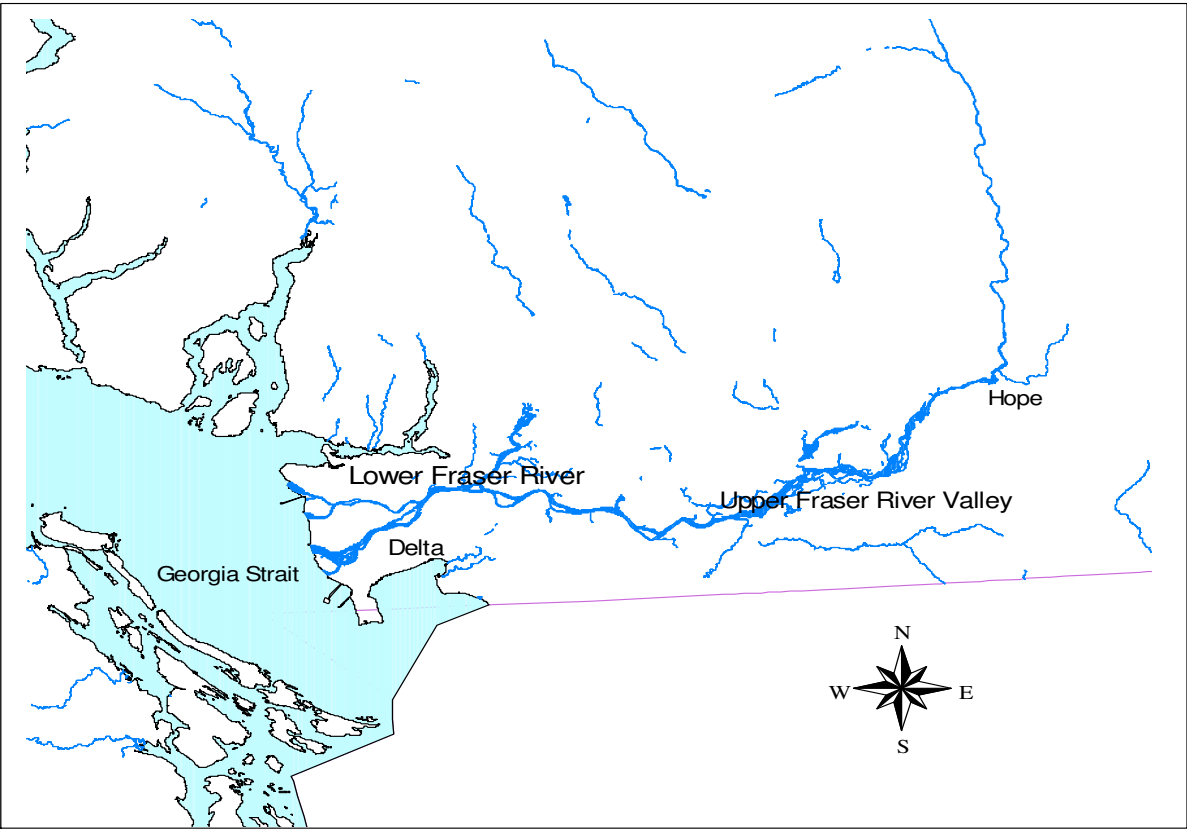 Hope
Lower Fraser River
Upper Fraser River Valley
Delta
Georgia Strait
N
W
E
S